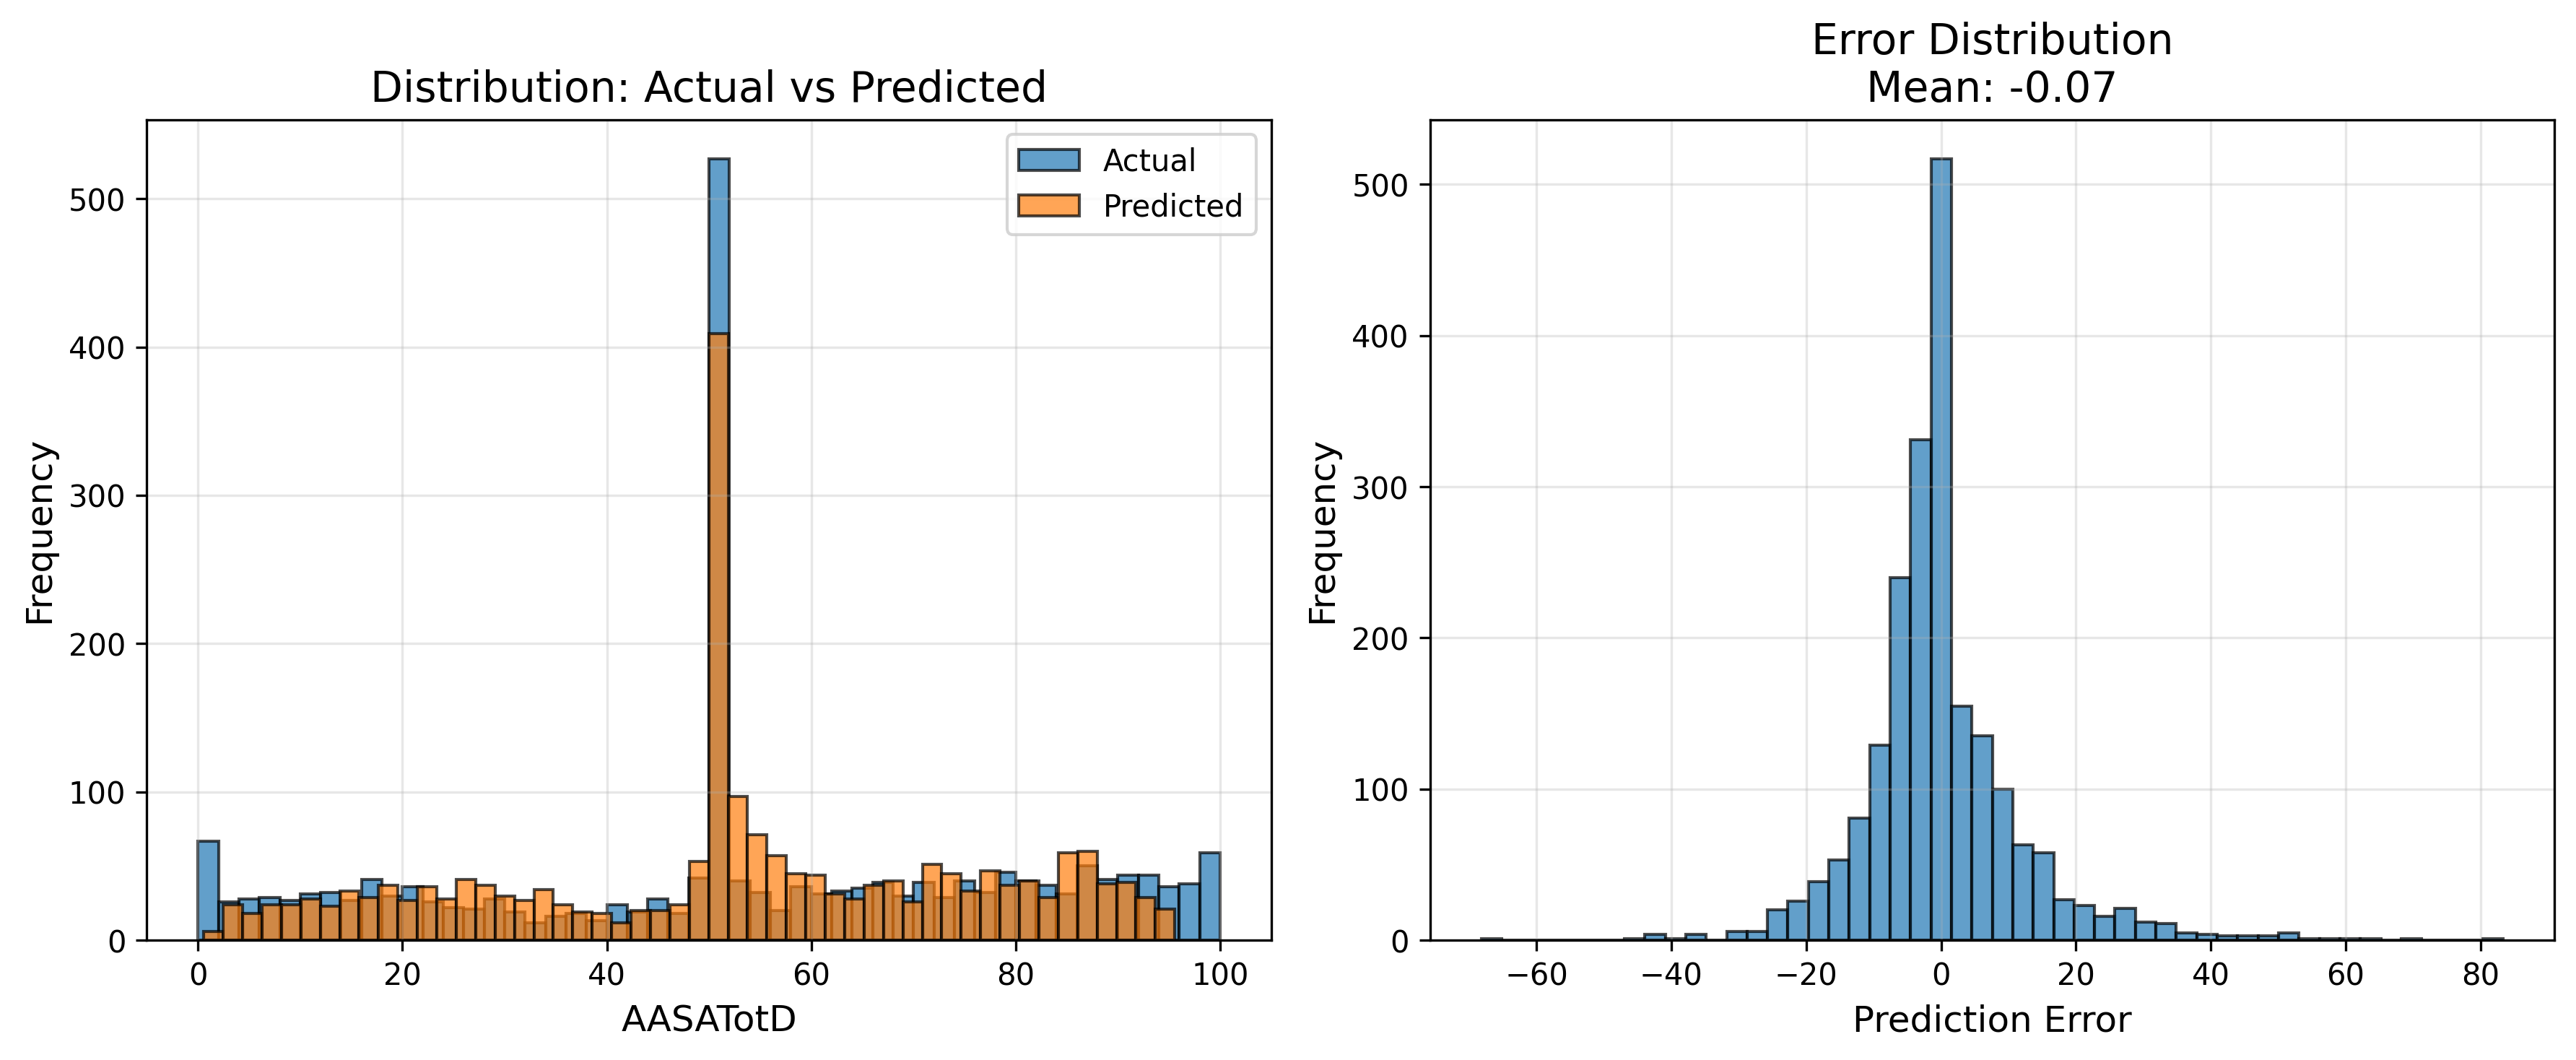 Distribution: Actual vs Predicted
Actual
Predicted
Frequency
500
400
300
200
100
0
0 20 40 60 80 100
AASATotD
Error Distribution
Mean: -0.07
Frequency
500
400
300
200
100
0
−60 −40 −20 0 20 40 60 80
Prediction Error